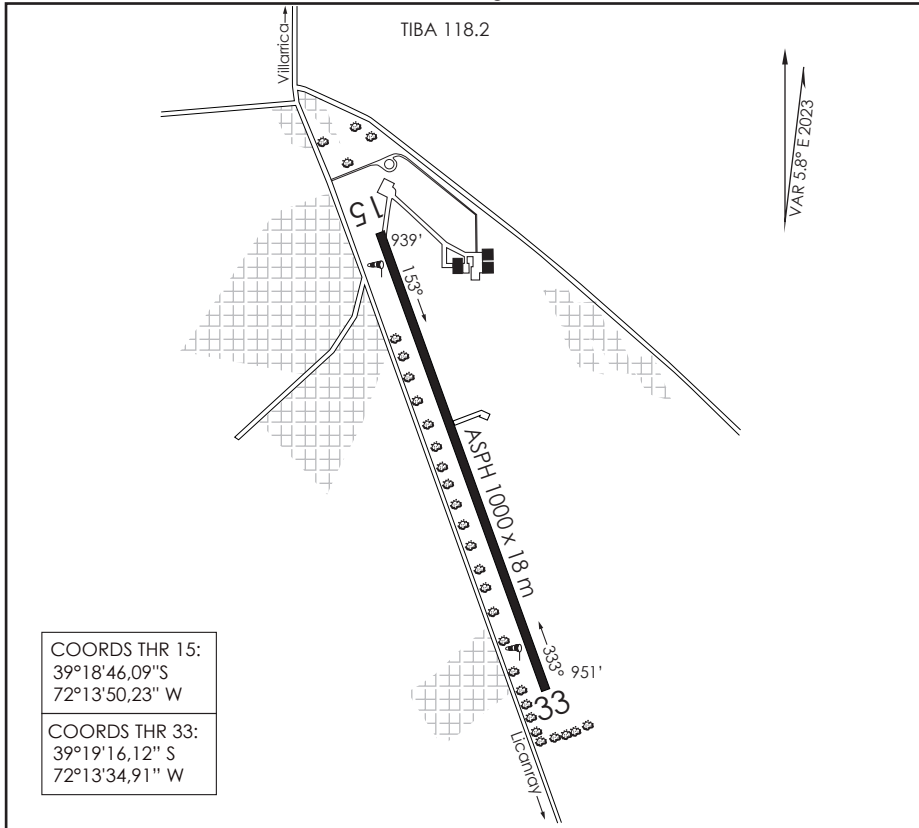 TIBA 118.2
Villarrica
VAR 5.8° E 2023
15
939'
153°
ASPH 1000 x 18 m
333° 951'
33
Licanray
COORDS THR 15:
39°18'46,09"S
72°13'50,23" W
COORDS THR 33:
39°19'16,12" S
72°13'34,91" W